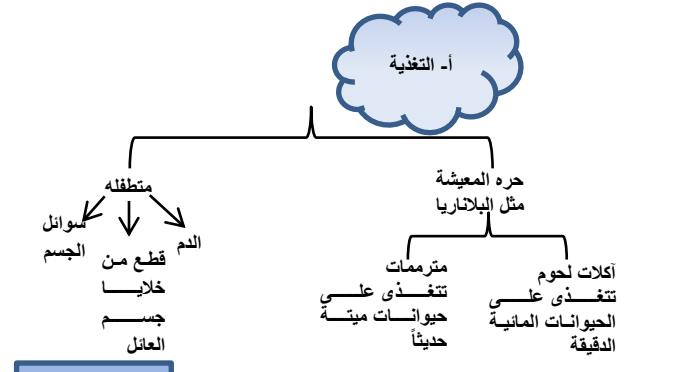 أ- التغذية
حره المعيشة
مثل البلاناريا
متطفله
آكلات لحوم
تتغذى على
الحيوانات المائية
الدقيقة
مترممات
تتغذى على
حيوانات ميتة
حديثاً
الدم
قطع من
خلايا
جسم
العائل
سوائل
الجسم